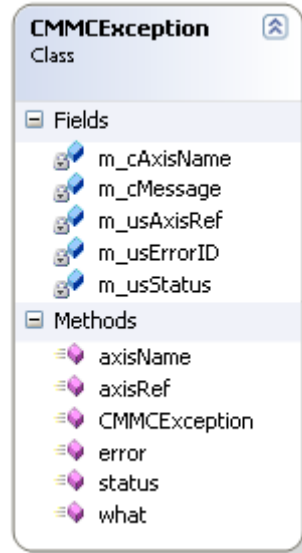 CMMCException
Class
Fields
m_cAxisName
m_cMessage
m_usAxisRef
m_usErrorID
m_usStatus
Methods
axisName
axisRef
CMMCException
error
status
what